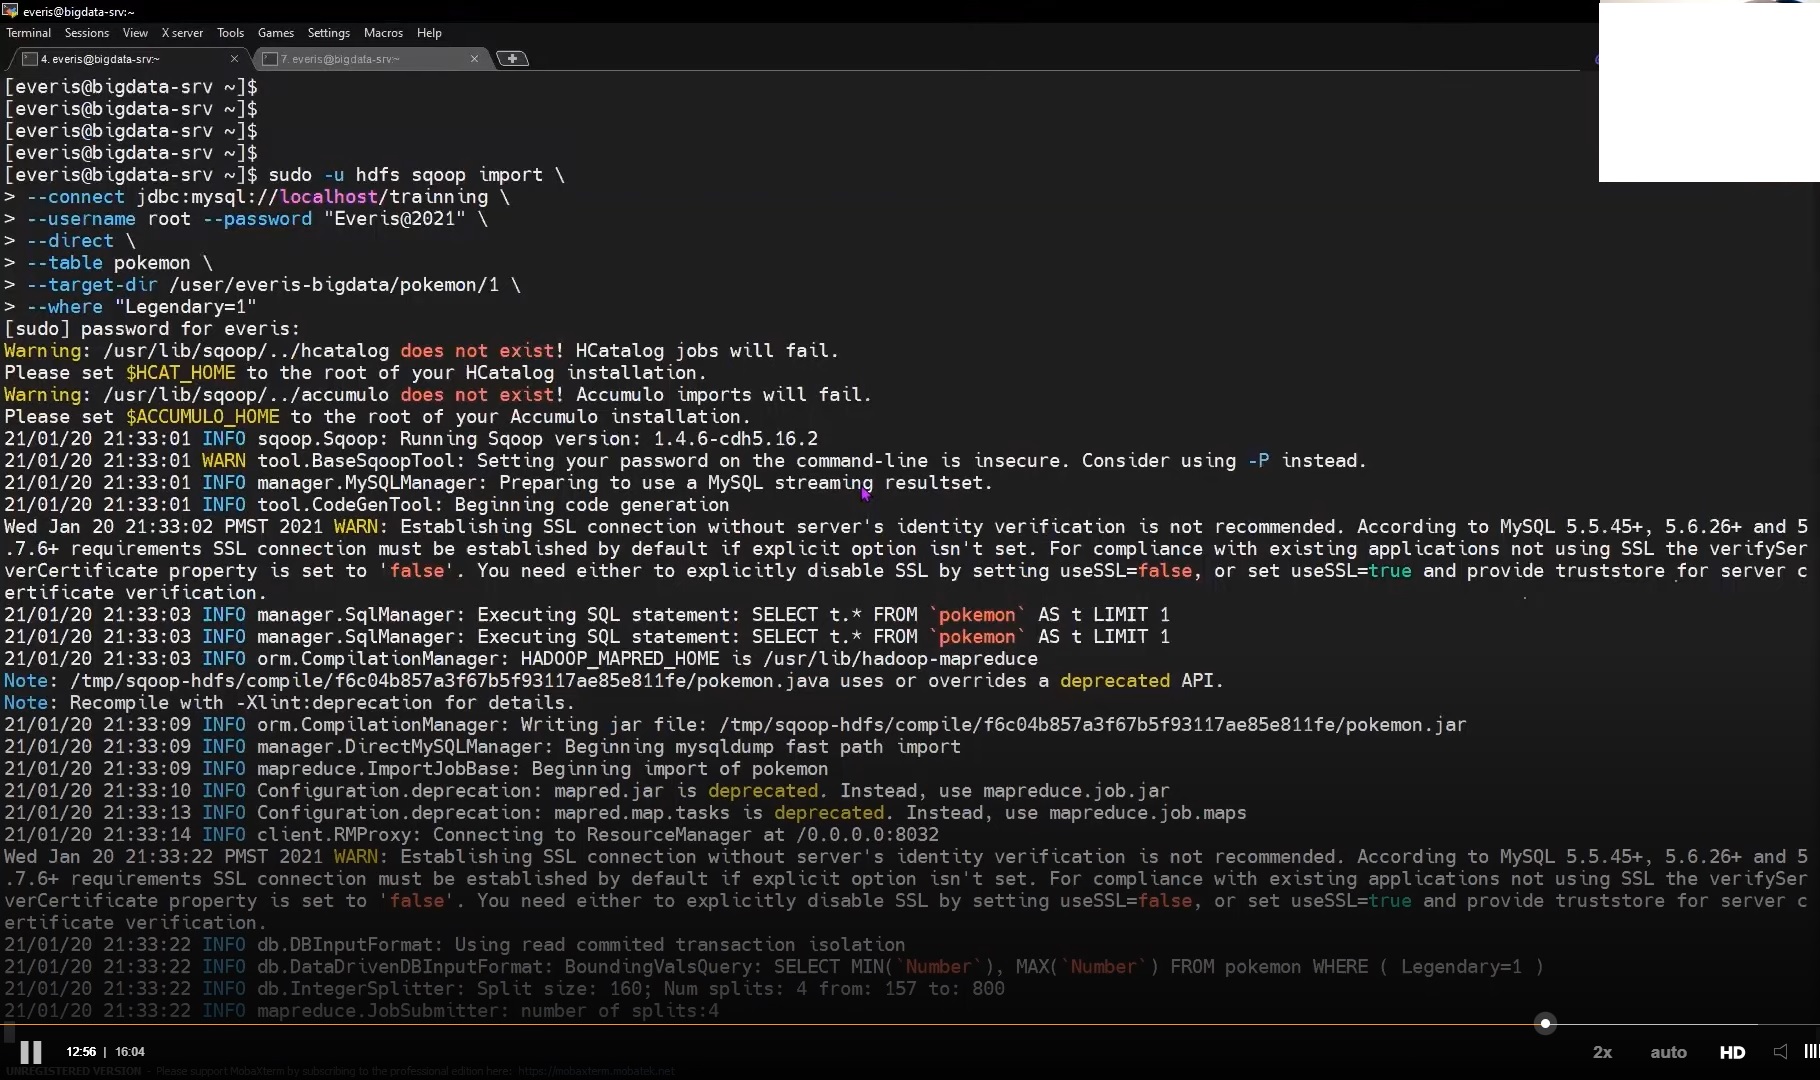 everis@bigdata-srv:~
Terminal Sessions View X server Tools Games Settings Macros Help
4. everis@bigdata-srv:~ 7. everis@bigdata-srv:~
[everis@bigdata-srv ~]$
[everis@bigdata-srv ~]$
[everis@bigdata-srv ~]$
[everis@bigdata-srv ~]$
[everis@bigdata-srv ~]$ sudo -u hdfs sqoop import \
> --connect jdbc:mysql://localhost/trainning \
> --username root --password "Everis@2021" \
> --direct \
> --table pokemon \
> --target-dir /user/everis-bigdata/pokemon/1 \
> --where "Legendary=1"
[sudo] password for everis:
Warning: /usr/lib/sqoop/../hcatalog does not exist! HCatalog jobs will fail.
Please set $HCAT_HOME to the root of your HCatalog installation.
Warning: /usr/lib/sqoop/../accumulo does not exist! Accumulo imports will fail.
Please set $ACCUMULO_HOME to the root of your Accumulo installation.
21/01/20 21:33:01 INFO sqoop.Sqoop: Running Sqoop version: 1.4.6-cdh5.16.2
21/01/20 21:33:01 WARN tool.BaseSqoopTool: Setting your password on the command-line is insecure. Consider using -P instead.
21/01/20 21:33:01 INFO manager.MySQLManager: Preparing to use a MySQL streaming resultset.
21/01/20 21:33:01 INFO tool.CodeGenTool: Beginning code generation
Wed Jan 20 21:33:02 PMST 2021 WARN: Establishing SSL connection without server's identity verification is not recommended. According to MySQL 5.5.45+, 5.6.26+ and 5
.7.6+ requirements SSL connection must be established by default if explicit option isn't set. For compliance with existing applications not using SSL the verifySer
verCertificate property is set to 'false'. You need either to explicitly disable SSL by setting useSSL=false, or set useSSL=true and provide truststore for server c
ertificate verification.
21/01/20 21:33:03 INFO manager.SqlManager: Executing SQL statement: SELECT t.* FROM `pokemon` AS t LIMIT 1
21/01/20 21:33:03 INFO manager.SqlManager: Executing SQL statement: SELECT t.* FROM `pokemon` AS t LIMIT 1
21/01/20 21:33:03 INFO orm.CompilationManager: HADOOP_MAPRED_HOME is /usr/lib/hadoop-mapreduce
Note: /tmp/sqoop-hdfs/compile/f6c04b857a3f67b5f93117ae85e811fe/pokemon.java uses or overrides a deprecated API.
Note: Recompile with -Xlint:deprecation for details.
21/01/20 21:33:09 INFO orm.CompilationManager: Writing jar file: /tmp/sqoop-hdfs/compile/f6c04b857a3f67b5f93117ae85e811fe/pokemon.jar
21/01/20 21:33:09 INFO manager.DirectMySQLManager: Beginning mysqldump fast path import
21/01/20 21:33:09 INFO mapreduce.ImportJobBase: Beginning import of pokemon
21/01/20 21:33:10 INFO Configuration.deprecation: mapred.jar is deprecated. Instead, use mapreduce.job.jar
21/01/20 21:33:13 INFO Configuration.deprecation: mapred.map.tasks is deprecated. Instead, use mapreduce.job.maps
21/01/20 21:33:14 INFO client.RMProxy: Connecting to ResourceManager at /0.0.0.0:8032
Wed Jan 20 21:33:22 PMST 2021 WARN: Establishing SSL connection without server's identity verification is not recommended. According to MySQL 5.5.45+, 5.6.26+ and 5
.7.6+ requirements SSL connection must be established by default if explicit option isn't set. For compliance with existing applications not using SSL the verifySer
verCertificate property is set to 'false'. You need either to explicitly disable SSL by setting useSSL=false, or set useSSL=true and provide truststore for server c
ertificate verification.
21/01/20 21:33:22 INFO db.DBInputFormat: Using read commited transaction isolation
21/01/20 21:33:22 INFO db.DataDrivenDBInputFormat: BoundingValsQuery: SELECT MIN(`Number`), MAX(`Number`) FROM pokemon WHERE ( Legendary=1 )
21/01/20 21:33:22 INFO db.IntegerSplitter: Split size: 160; Num splits: 4 from: 157 to: 800
21/01/20 21:33:22 INFO mapreduce.JobSubmitter: number of splits:4
12:56 | 16:04 2x auto HD
UNREGISTERED VERSION - Please support MobaXterm by subscribing to the professional edition here: https://mobaxterm.mobatek.net